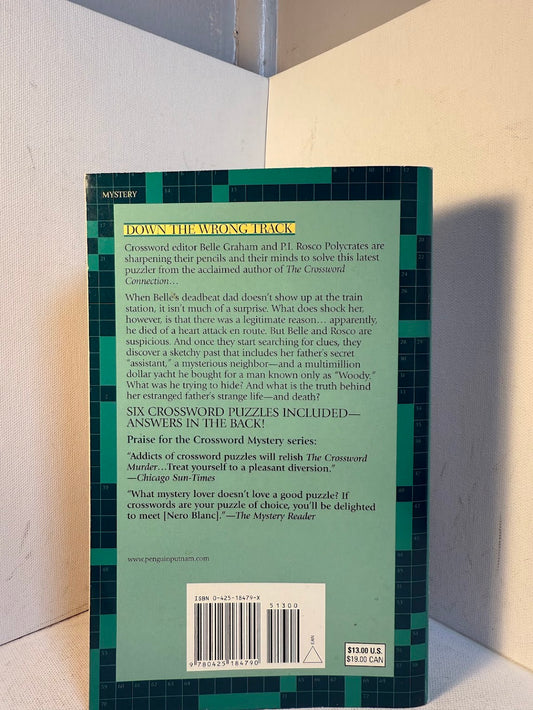 MYSTERY
DOWN THE WRONG TRACK
Crossword editor Belle Graham and P.I. Rosco Polycrates are
sharpening their pencils and their minds to solve this latest
puzzler from the acclaimed author of The Crossword
Connection…
When Belle's deadbeat dad doesn't show up at the train
station, it isn't much of a surprise. What does shock her,
however, is that there was a legitimate reason… apparently,
he died of a heart attack en route. But Belle and Rosco are
suspicious. And once they start searching for clues, they
discover a sketchy past that includes her father's secret
"assistant," a mysterious neighbor—and a multimillion
dollar yacht he bought for a man known only as "Woody."
What was he trying to hide? And what is the truth behind
her estranged father's strange life—and death?
SIX CROSSWORD PUZZLES INCLUDED—
ANSWERS IN THE BACK!
Praise for the Crossword Mystery series:
"Addicts of crossword puzzles will relish The Crossword
Murder…Treat yourself to a pleasant diversion."
—Chicago Sun-Times
"What mystery lover doesn't love a good puzzle? If
crosswords are your puzzle of choice, you'll be delighted
to meet [Nero Blanc]."—The Mystery Reader
www.penguinputnam.com
ISBN 0-425-18479-X
51300
9 780425 184790
CAN
$13.00 U.S.
$19.00 CAN